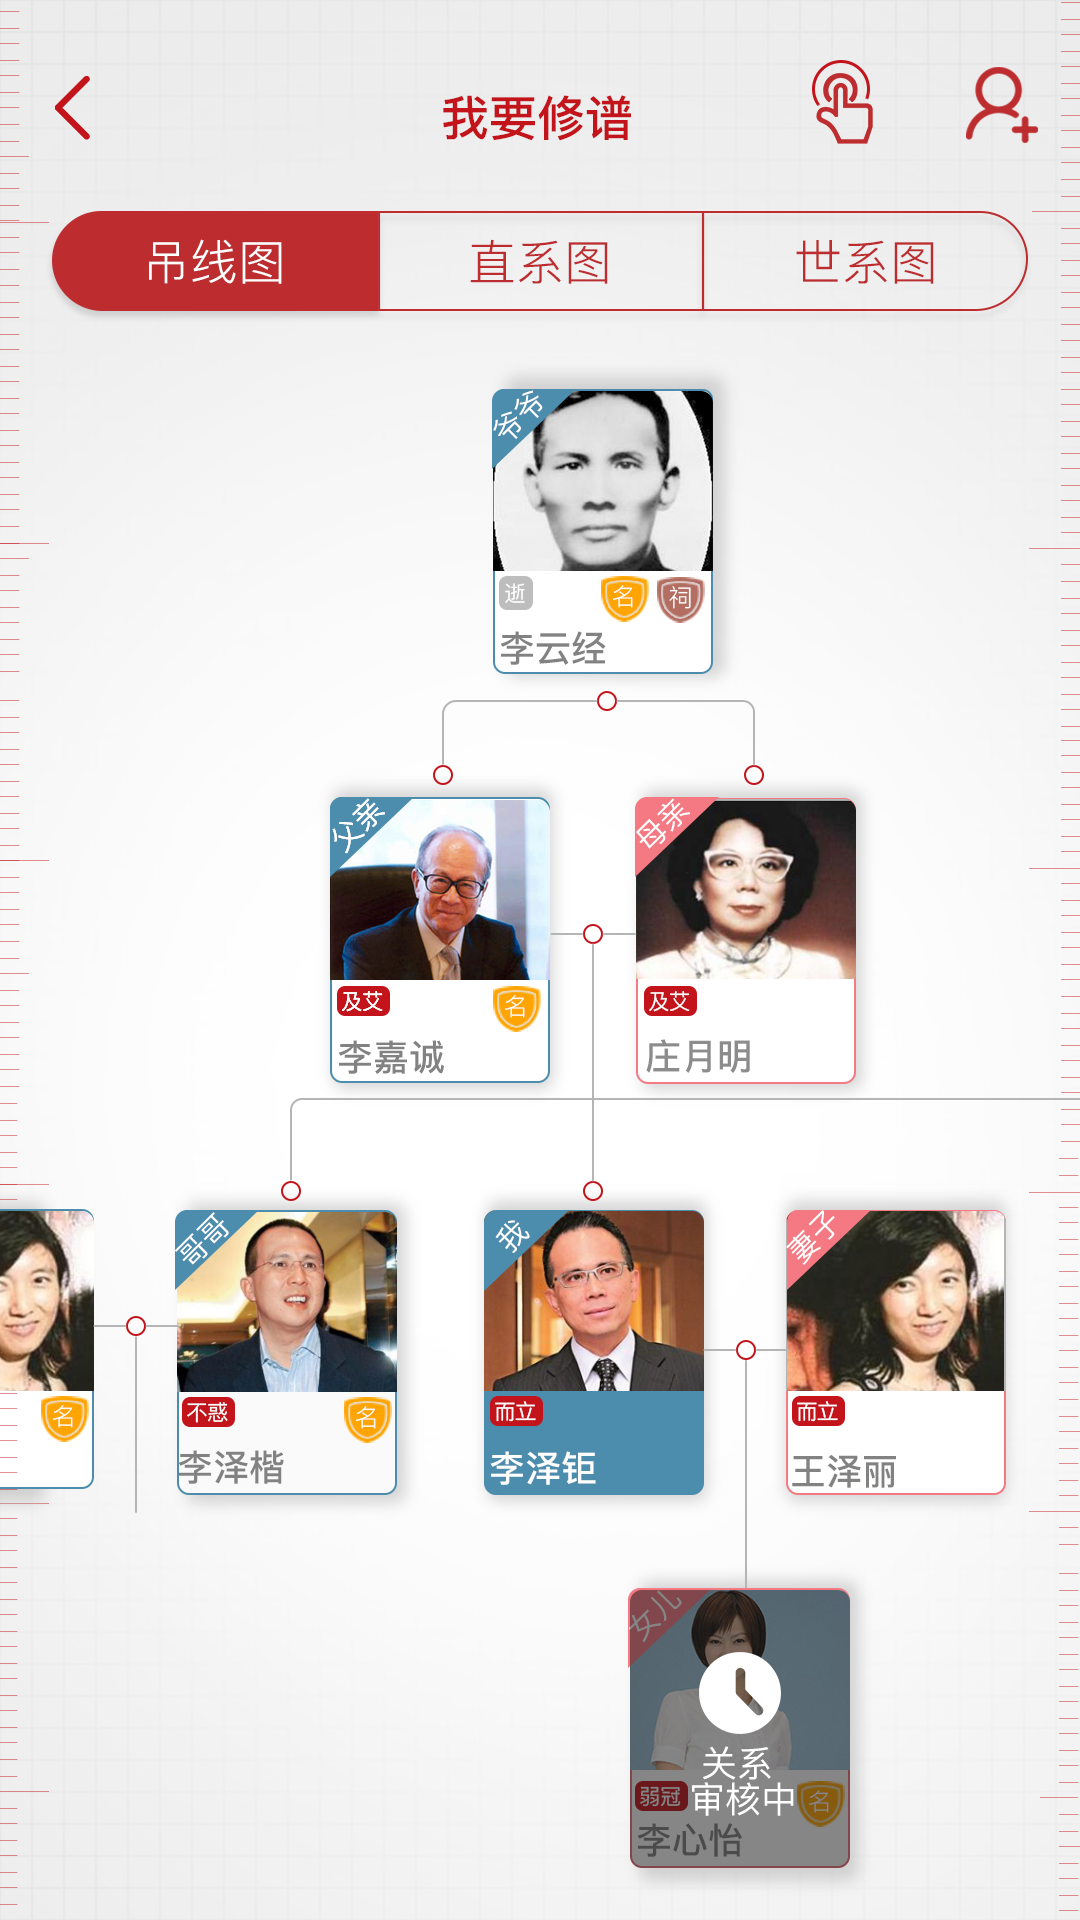 我要修谱
吊线图
直系图
世系图
爷爷
逝
名
祠
李云经
父亲
母亲
及艾
名
及艾
李嘉诚
庄月明
哥哥
我
妻子
名
不惑
名
而立
而立
李泽楷
李泽钜
王泽丽
女儿
关系
弱冠
审核中
名
李心怡